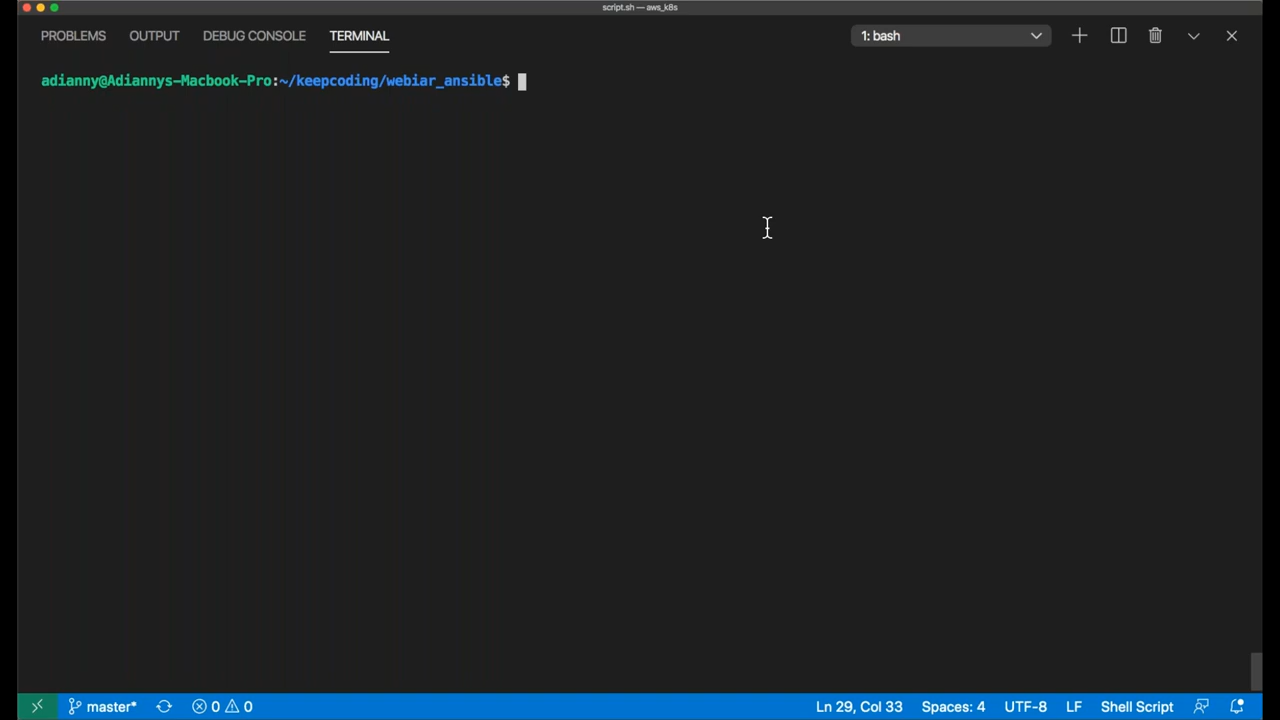 script.sh — aws_k8s
PROBLEMS OUTPUT DEBUG CONSOLE TERMINAL 1: bash
adianny@Adiannys-Macbook-Pro:~/keepcoding/webiar_ansible$
master* 0 0 Ln 29, Col 33 Spaces: 4 UTF-8 LF Shell Script